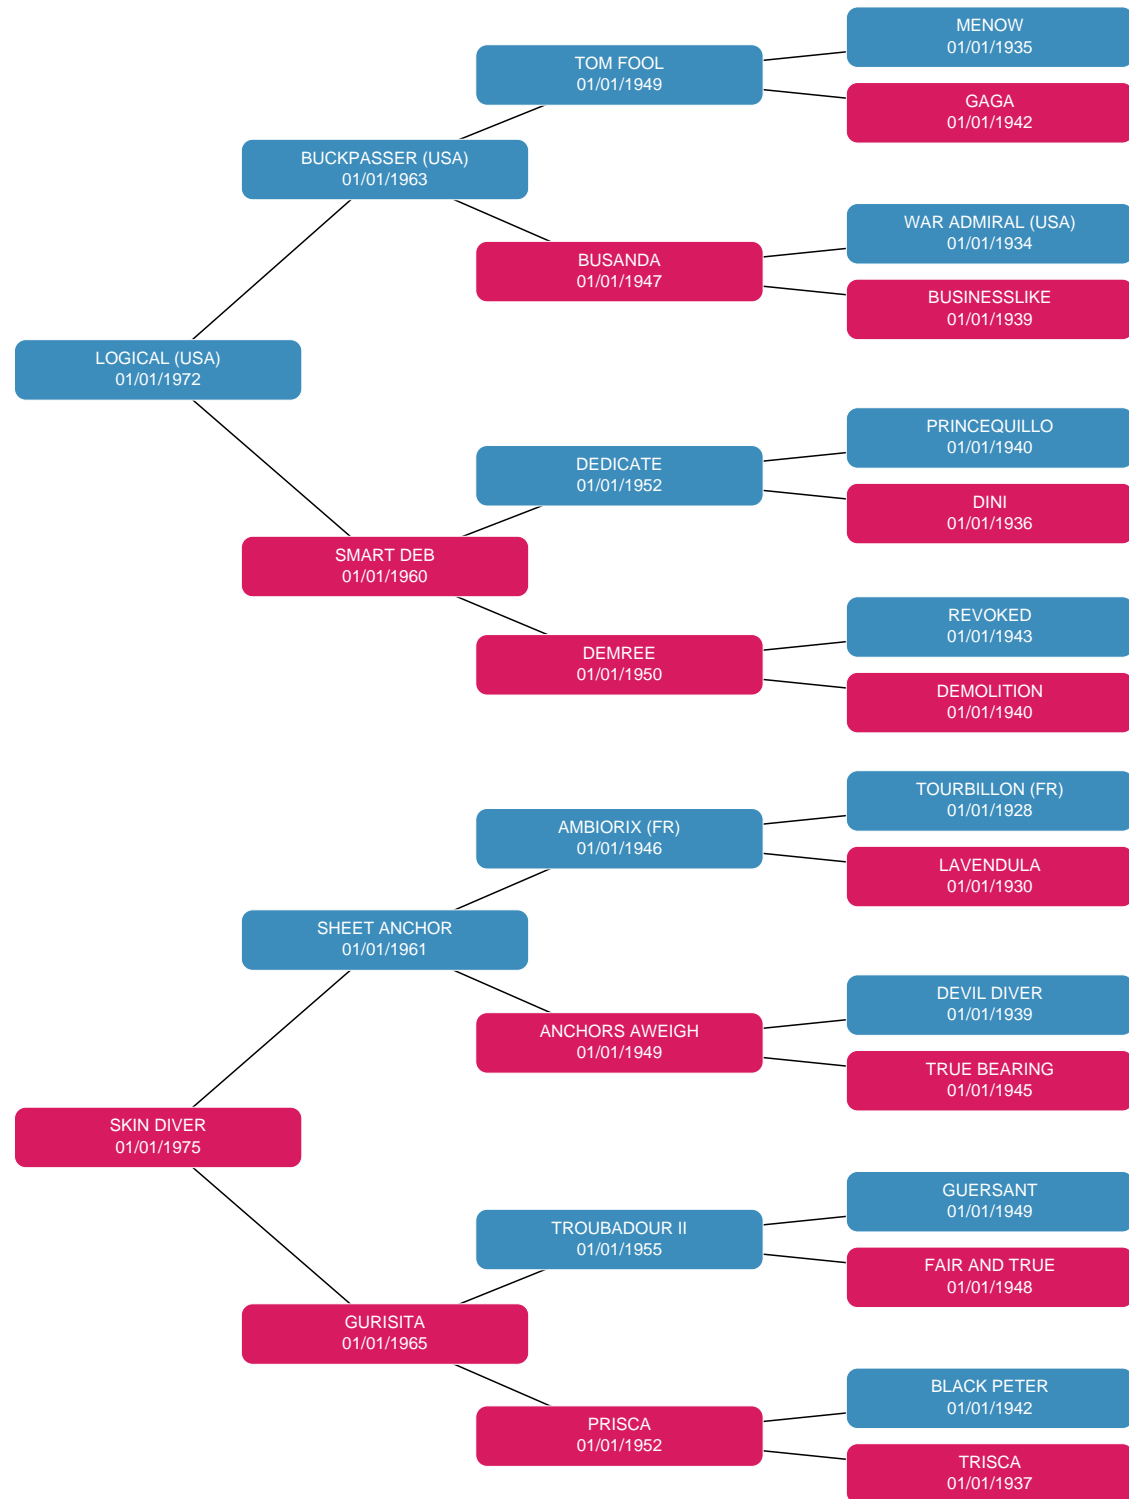 MENOW
01/01/1935
TOM FOOL
01/01/1949
GAGA
01/01/1942
BUCKPASSER (USA)
01/01/1963
WAR ADMIRAL (USA)
01/01/1934
BUSANDA
01/01/1947
BUSINESSLIKE
01/01/1939
LOGICAL (USA)
01/01/1972
PRINCEQUILLO
01/01/1940
DEDICATE
01/01/1952
DINI
01/01/1936
SMART DEB
01/01/1960
REVOKED
01/01/1943
DEMREE
01/01/1950
DEMOLITION
01/01/1940
TOURBILLON (FR)
01/01/1928
AMBIORIX (FR)
01/01/1946
LAVENDULA
01/01/1930
SHEET ANCHOR
01/01/1961
DEVIL DIVER
01/01/1939
ANCHORS AWEIGH
01/01/1949
TRUE BEARING
01/01/1945
SKIN DIVER
01/01/1975
GUERSANT
01/01/1949
TROUBADOUR II
01/01/1955
FAIR AND TRUE
01/01/1948
GURISITA
01/01/1965
BLACK PETER
01/01/1942
PRISCA
01/01/1952
TRISCA
01/01/1937